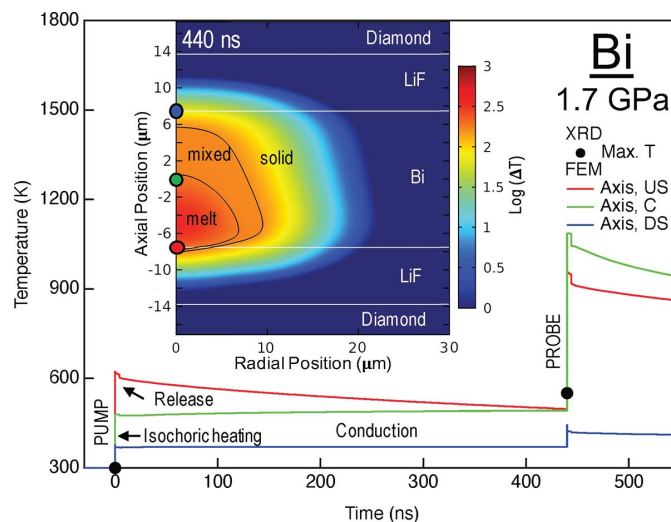 1800
1500
1200
900
600
300
Temperature (K)
0
100
200
300
400
500
Time (ns)
440 ns
Diamond
LiF
mixed
solid
Bi
melt
LiF
Diamond
14
10
6
2
-2
-6
-10
-14
Axial Position (µm)
0
10
20
30
Radial Position (µm)
3
2.5
2
1.5
1
0.5
0
Log (ΔT)
Bi
1.7 GPa
XRD
Max. T
FEM
Axis, US
Axis, C
Axis, DS
PUMP
Release
Isochoric heating
Conduction
PROBE